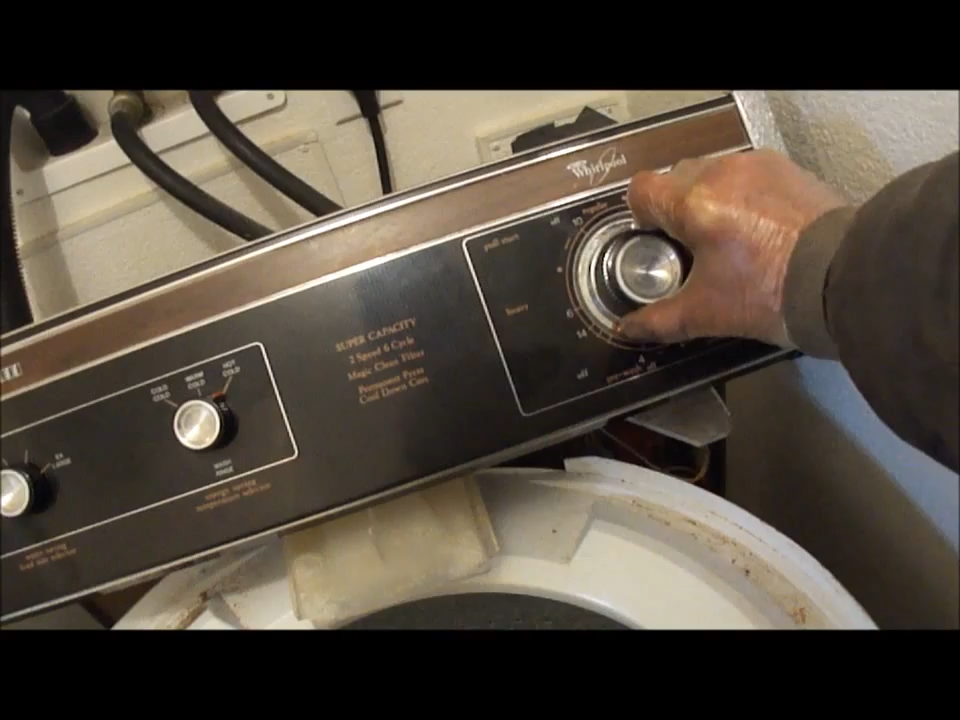 Whirlpool
regular
off
10
pull start
8
heavy
6
14
off
4
pre-wash off
SUPER CAPACITY
2 Speed 6 Cycle
Magic Clean Filter
Permanent Press
Cool Down Care
HOT
COLD
WARM
COLD
COLD
COLD
WASH
RINSE
energy saving
temperature selector
EX
LARGE
water saving
load size selector